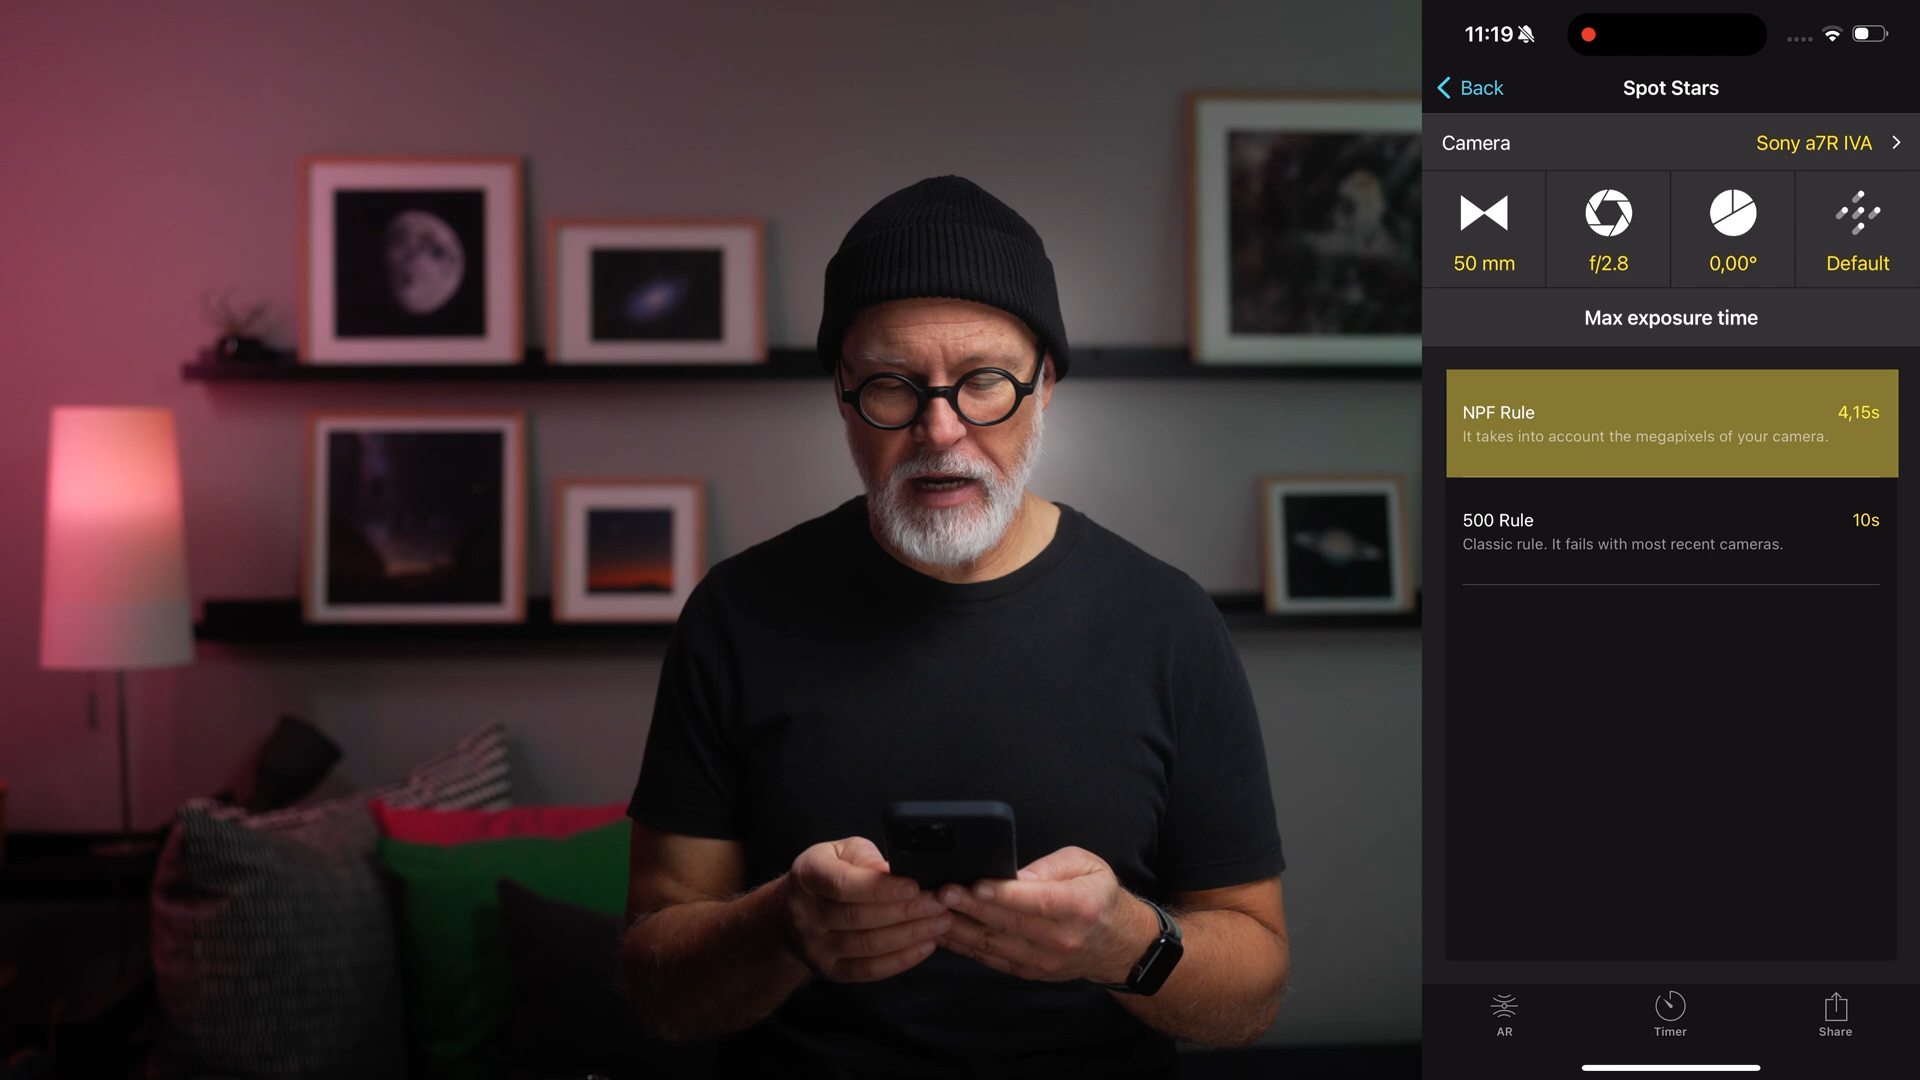 11:19
Back
Spot Stars
Camera
Sony a7R IVA
50 mm
f/2.8
0,00°
Default
Max exposure time
NPF Rule
4,15s
It takes into account the megapixels of your camera.
500 Rule
10s
Classic rule. It fails with most recent cameras.
AR
Timer
Share